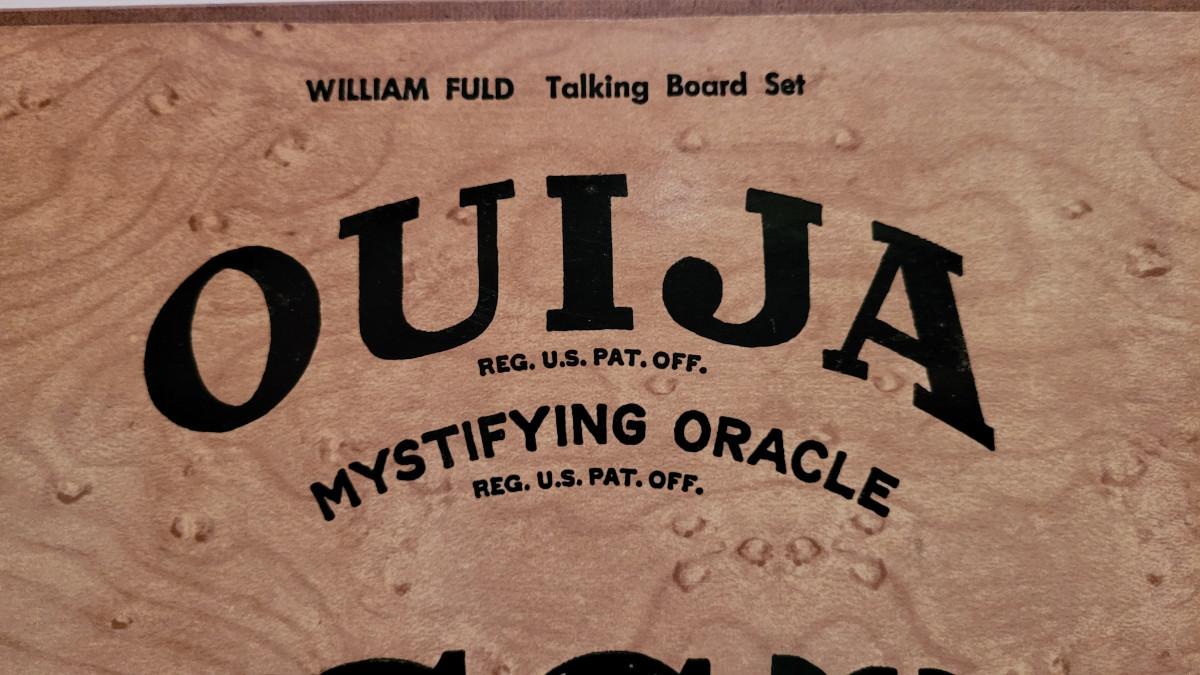 WILLIAM FULD Talking Board Set
OUIJA
REG. U.S. PAT. OFF.
MYSTIFYING ORACLE
REG. U.S. PAT. OFF.